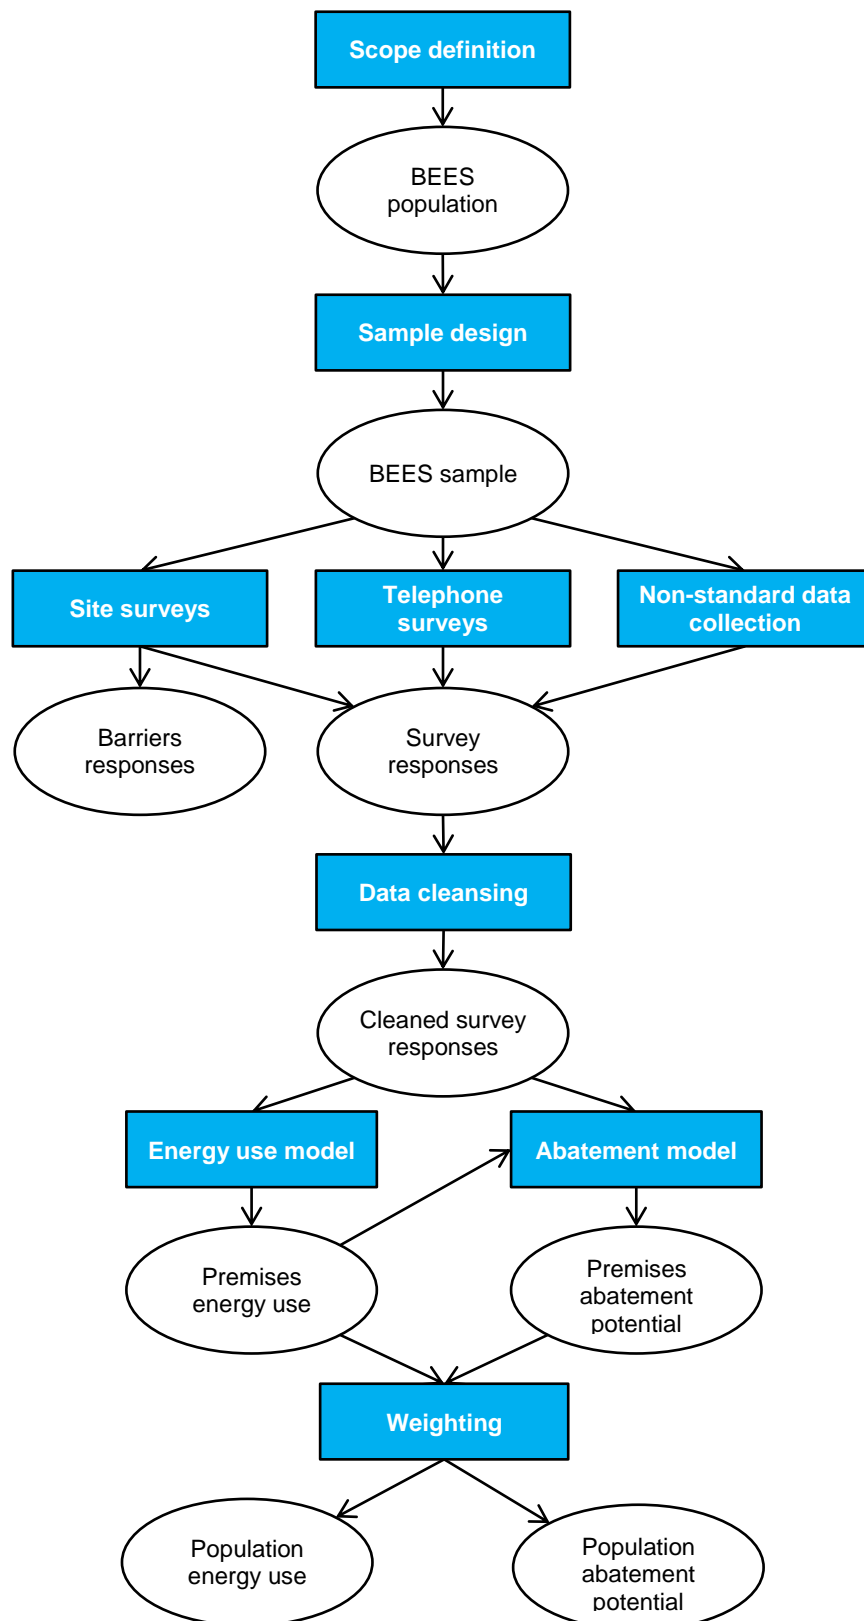 Scope definition
BEES
population
Sample design
BEES sample
Site surveys
Telephone
surveys
Non-standard data
collection
Barriers
responses
Survey
responses
Data cleansing
Cleaned survey
responses
Energy use model
Abatement model
Premises
energy use
Premises
abatement
potential
Weighting
Population
energy use
Population
abatement
potential